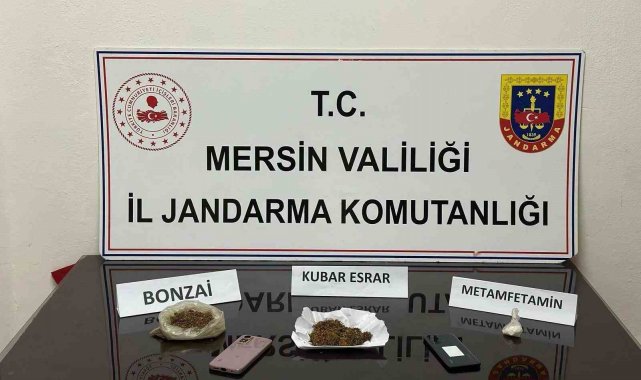 T.C.
MERSİN VALİLİĞİ
İL JANDARMA KOMUTANLIĞI
JANDARMA
BONZAİ
KUBAR ESRAR
METAMFETAMİN